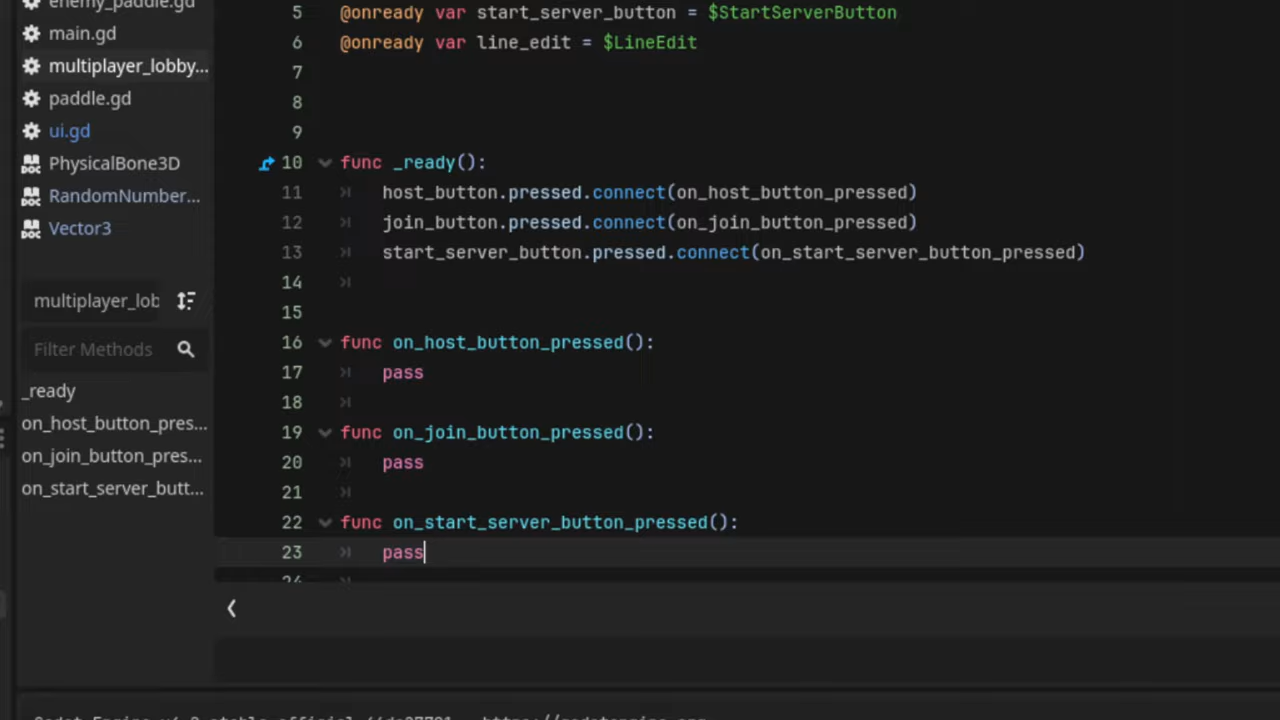 enemy_paddle.gd
main.gd
multiplayer_lobby...
paddle.gd
ui.gd
PhysicalBone3D
RandomNumber...
Vector3
multiplayer_lob
Filter Methods
_ready
on_host_button_pres...
on_join_button_pres...
on_start_server_butt...
5 @onready var start_server_button = $StartServerButton
6 @onready var line_edit = $LineEdit
7
8
9
10 func _ready():
11 host_button.pressed.connect(on_host_button_pressed)
12 join_button.pressed.connect(on_join_button_pressed)
13 start_server_button.pressed.connect(on_start_server_button_pressed)
14
15
16 func on_host_button_pressed():
17 pass
18
19 func on_join_button_pressed():
20 pass
21
22 func on_start_server_button_pressed():
23 pass
24